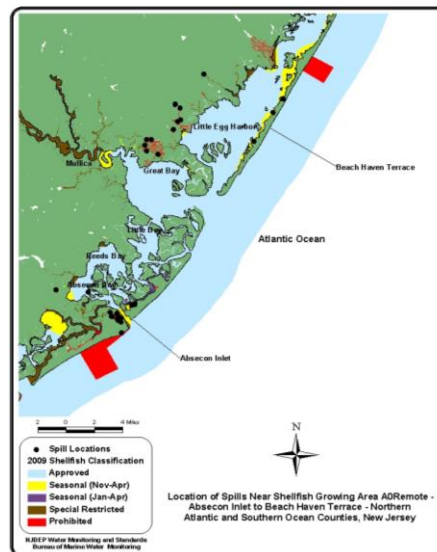 Little Egg Harbor
Mullica
Great Bay
Beach Haven Terrace
Little Bay
Atlantic Ocean
Reeds Bay
Absecon Bay
Absecon Inlet
2 0 2 4 Miles
N
Spill Locations
2009 Shellfish Classification
Approved
Seasonal (Nov-Apr)
Seasonal (Jan-Apr)
Special Restricted
Prohibited
NJDEP Water Monitoring and Standards
Bureau of Marine Water Monitoring
Location of Spills Near Shellfish Growing Area A0Remote -
Absecon Inlet to Beach Haven Terrace - Northern
Atlantic and Southern Ocean Counties, New Jersey